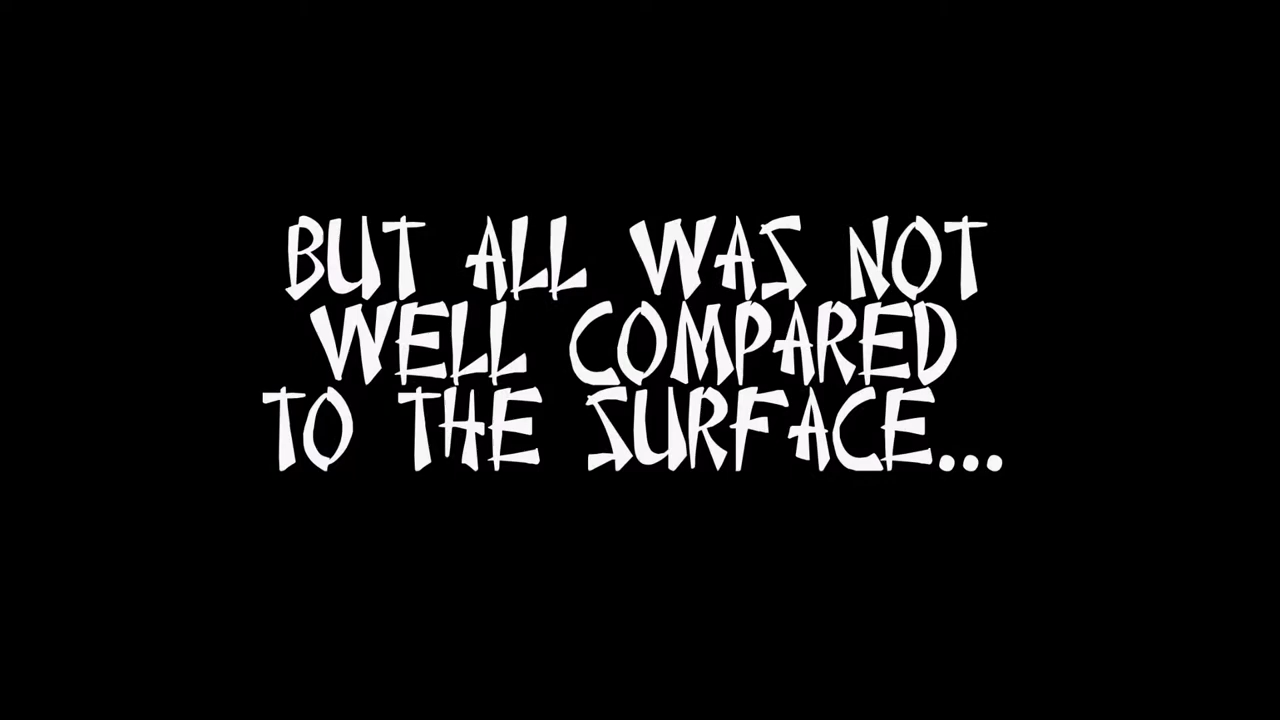 BUT ALL WAS NOT
WELL COMPARED
TO THE SURFACE...